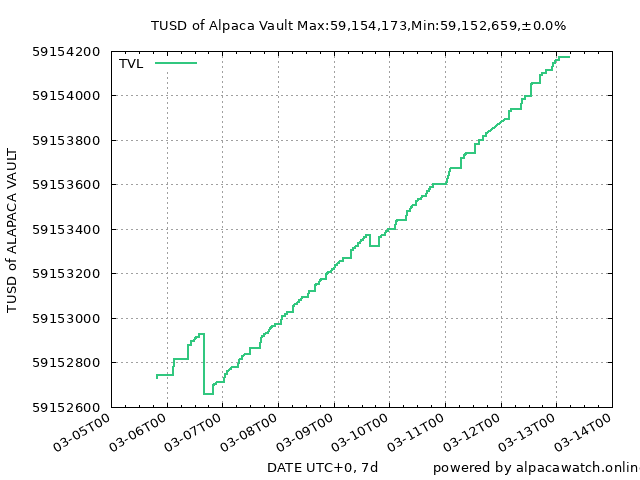 TUSD of Alpaca Vault Max:59,154,173,Min:59,152,659,±0.0%
TVL
59154200
59154000
59153800
59153600
59153400
59153200
59153000
59152800
59152600
TUSD of ALAPACA VAULT
03-05T00
03-06T00
03-07T00
03-08T00
03-09T00
03-10T00
03-11T00
03-12T00
03-13T00
03-14T00
DATE UTC+0, 7d
powered by alpacawatch.online